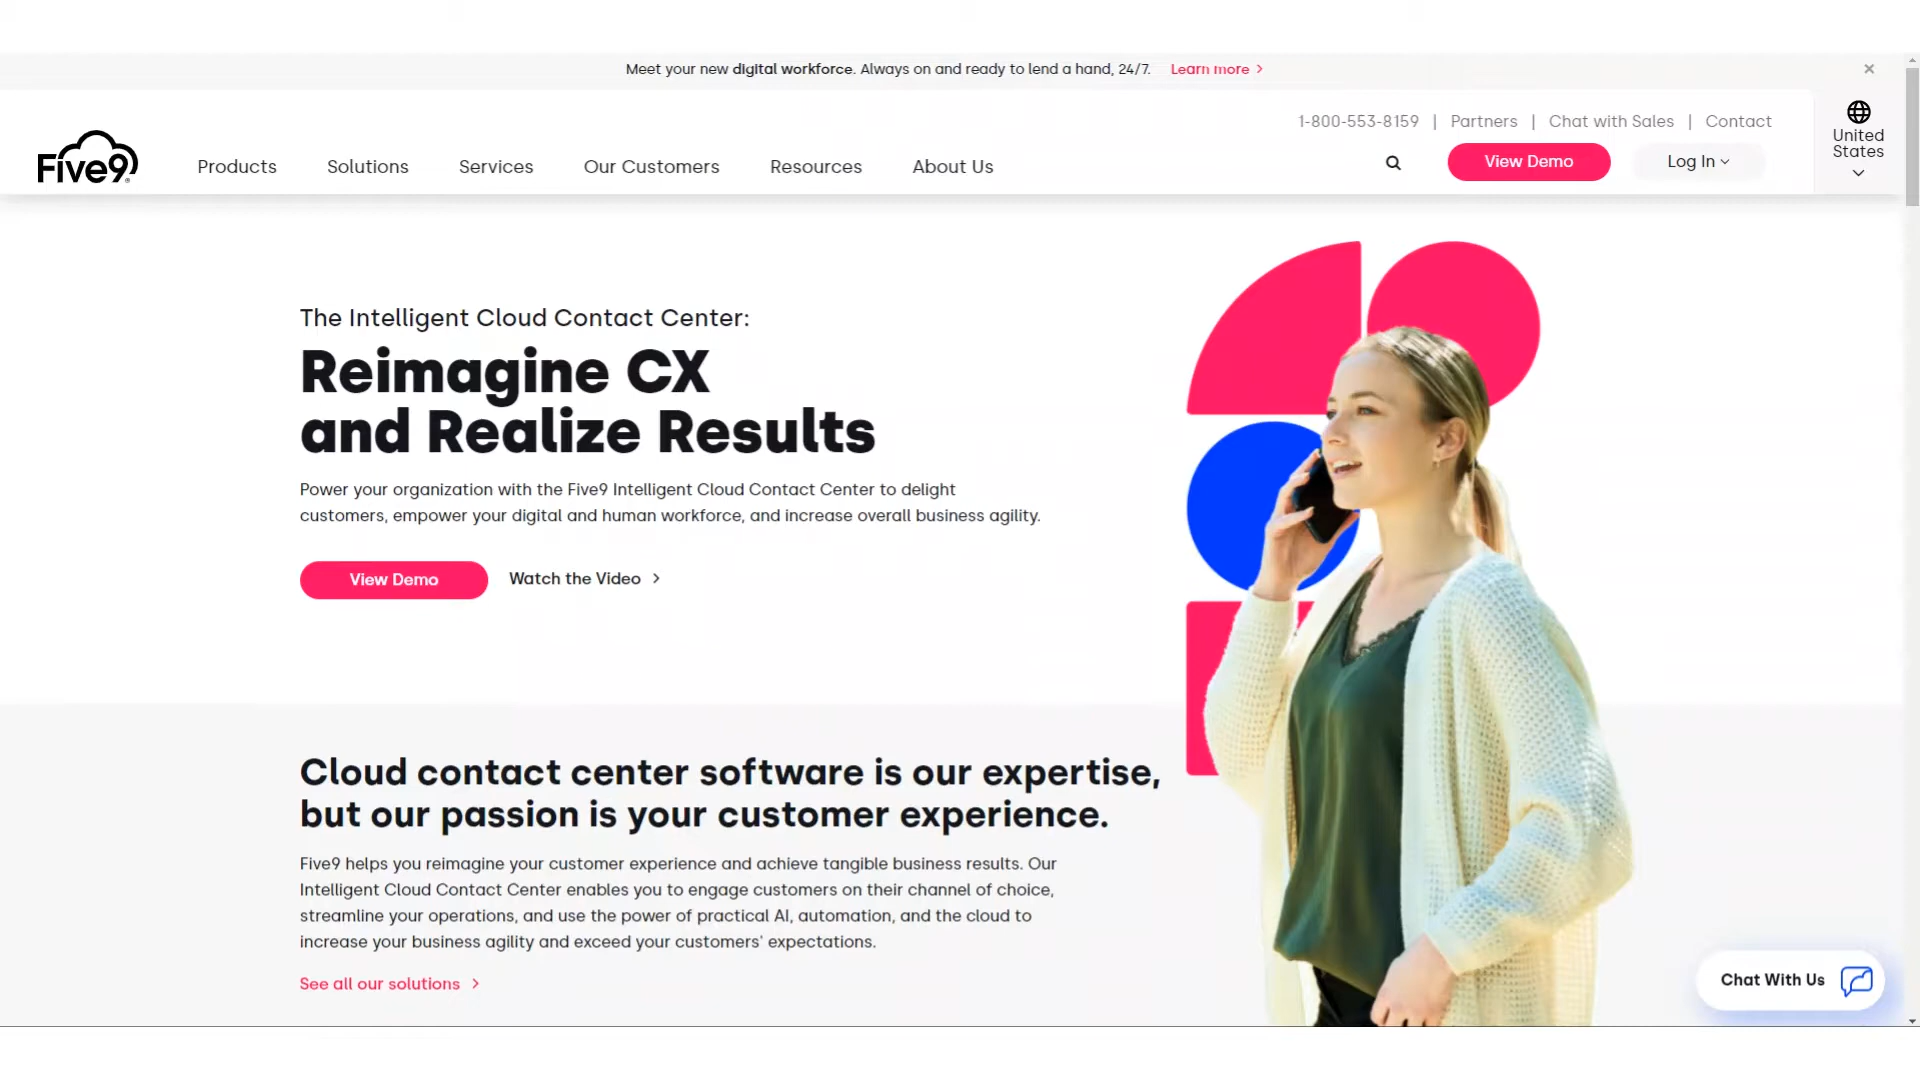 Meet your new digital workforce. Always on and ready to lend a hand, 24/7. Learn more
1-800-553-8159 | Partners | Chat with Sales | Contact
United
States
Five9
Products Solutions Services Our Customers Resources About Us
View Demo Log In
The Intelligent Cloud Contact Center:
Reimagine CX
and Realize Results
Power your organization with the Five9 Intelligent Cloud Contact Center to delight
customers, empower your digital and human workforce, and increase overall business agility.
View Demo Watch the Video
Cloud contact center software is our expertise,
but our passion is your customer experience.
Five9 helps you reimagine your customer experience and achieve tangible business results. Our
Intelligent Cloud Contact Center enables you to engage customers on their channel of choice,
streamline your operations, and use the power of practical AI, automation, and the cloud to
increase your business agility and exceed your customers' expectations.
See all our solutions
Chat With Us